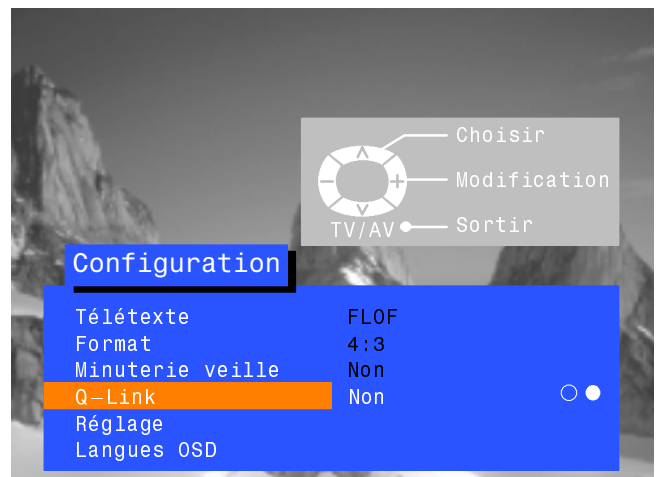 Choisir
Modification
TV/AV Sortir
Configuration
Télétexte FLOF
Format 4:3
Minuterie veille Non
Q–Link Non
Réglage
Langues OSD